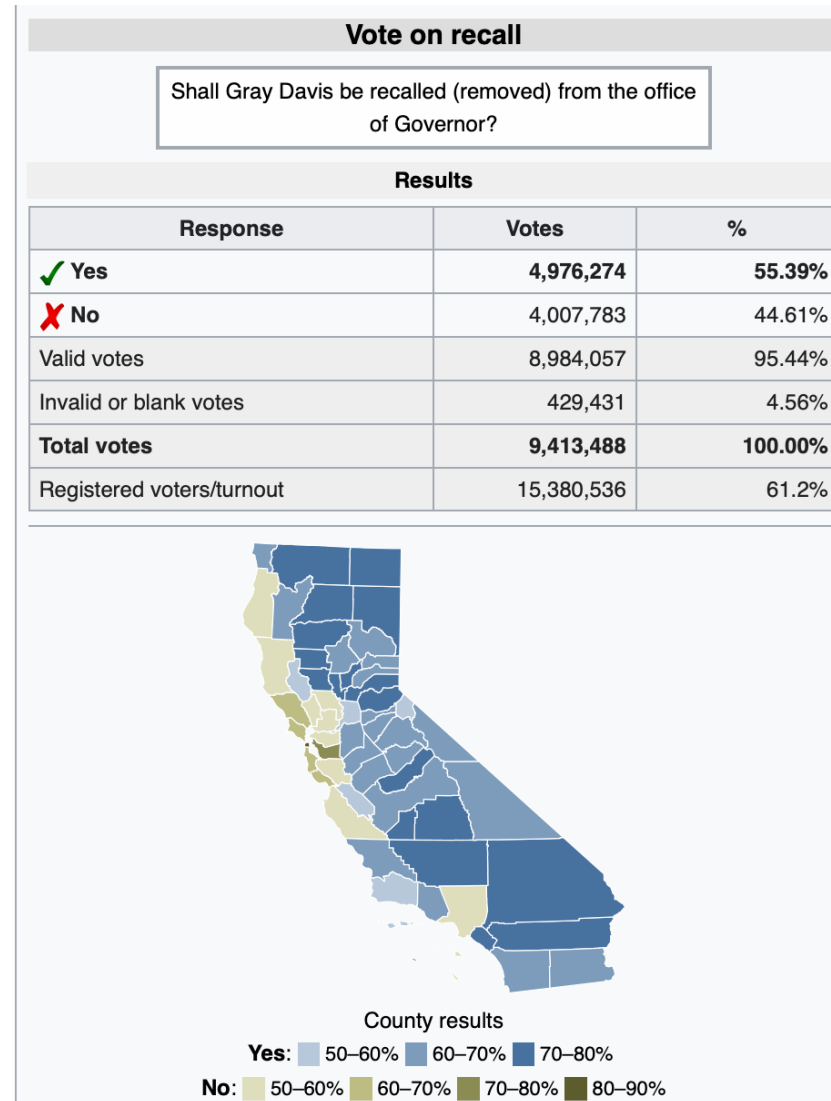 Vote on recall
Shall Gray Davis be recalled (removed) from the office
of Governor?
Results
Response Votes %
Yes 4,976,274 55.39%
No 4,007,783 44.61%
Valid votes 8,984,057 95.44%
Invalid or blank votes 429,431 4.56%
Total votes 9,413,488 100.00%
Registered voters/turnout 15,380,536 61.2%
County results
Yes: 50–60% 60–70% 70–80%
No: 50–60% 60–70% 70–80% 80–90%